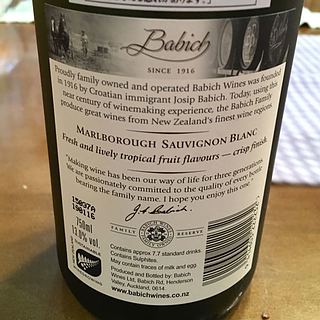 Babich
SINCE 1916
Proudly family owned and operated Babich Wines was founded
in 1916 by Croatian immigrant Josip Babich. Today, using this
near century of winemaking experience, the Babich Family
produce great wines from New Zealand's finest wine regions.
MARLBOROUGH SAUVIGNON BLANC
Fresh and lively tropical fruit flavours — crisp finish.
"Making wine has been our way of life for three generations.
We are passionately committed to the quality of every bottle
bearing the family name. I hope you enjoy this one."
FAMILY RESERVE
750ml
13.0% vol.
Contains approx 7.7 standard drinks.
Contains Sulphites.
May contain traces of milk and egg.
Produced and Bottled by: Babich
Wines Ltd. Babich Rd, Henderson
Valley, Auckland. 0614
www.babichwines.co.nz